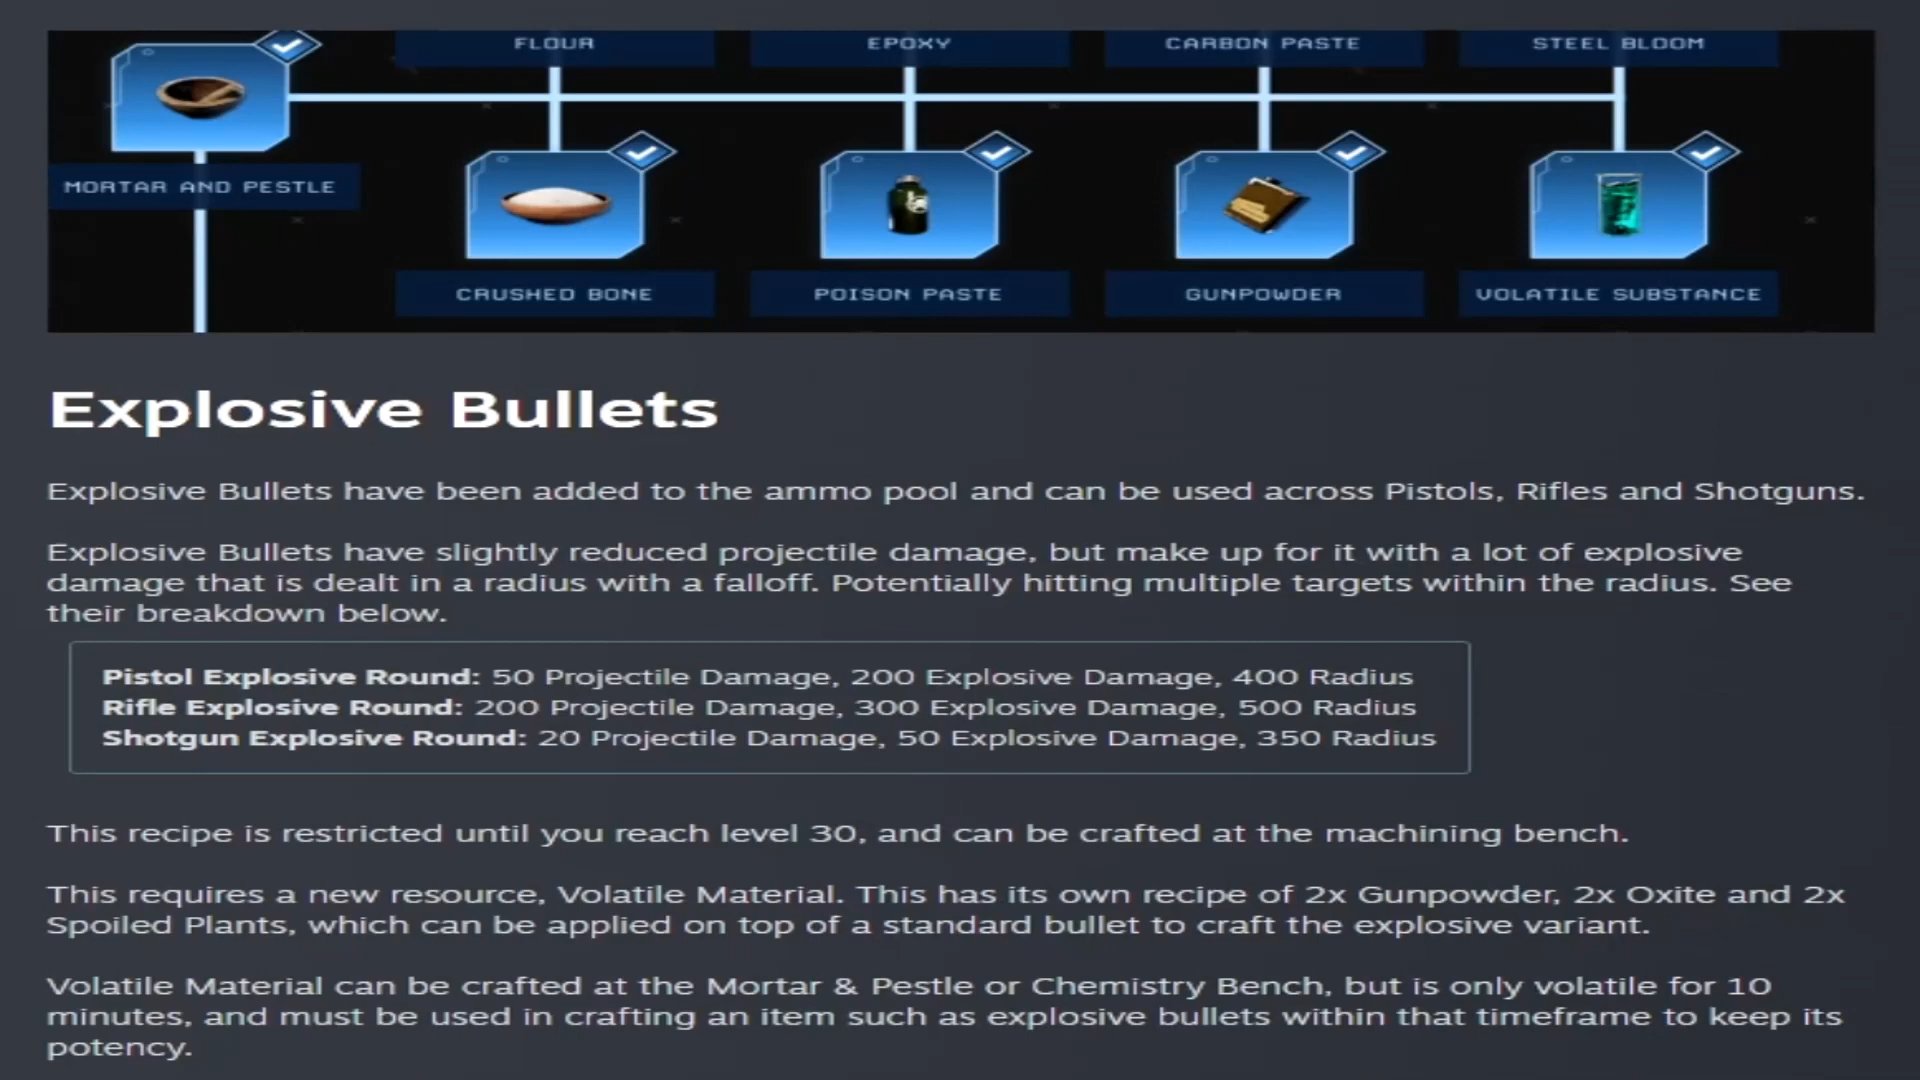 FLOUR
EPOXY
CARBON PASTE
STEEL BLOOM
MORTAR AND PESTLE
CRUSHED BONE
POISON PASTE
GUNPOWDER
VOLATILE SUBSTANCE
Explosive Bullets
Explosive Bullets have been added to the ammo pool and can be used across Pistols, Rifles and Shotguns.
Explosive Bullets have slightly reduced projectile damage, but make up for it with a lot of explosive
damage that is dealt in a radius with a falloff. Potentially hitting multiple targets within the radius. See
their breakdown below.
Pistol Explosive Round: 50 Projectile Damage, 200 Explosive Damage, 400 Radius
Rifle Explosive Round: 200 Projectile Damage, 300 Explosive Damage, 500 Radius
Shotgun Explosive Round: 20 Projectile Damage, 50 Explosive Damage, 350 Radius
This recipe is restricted until you reach level 30, and can be crafted at the machining bench.
This requires a new resource, Volatile Material. This has its own recipe of 2x Gunpowder, 2x Oxite and 2x
Spoiled Plants, which can be applied on top of a standard bullet to craft the explosive variant.
Volatile Material can be crafted at the Mortar & Pestle or Chemistry Bench, but is only volatile for 10
minutes, and must be used in crafting an item such as explosive bullets within that timeframe to keep its
potency.